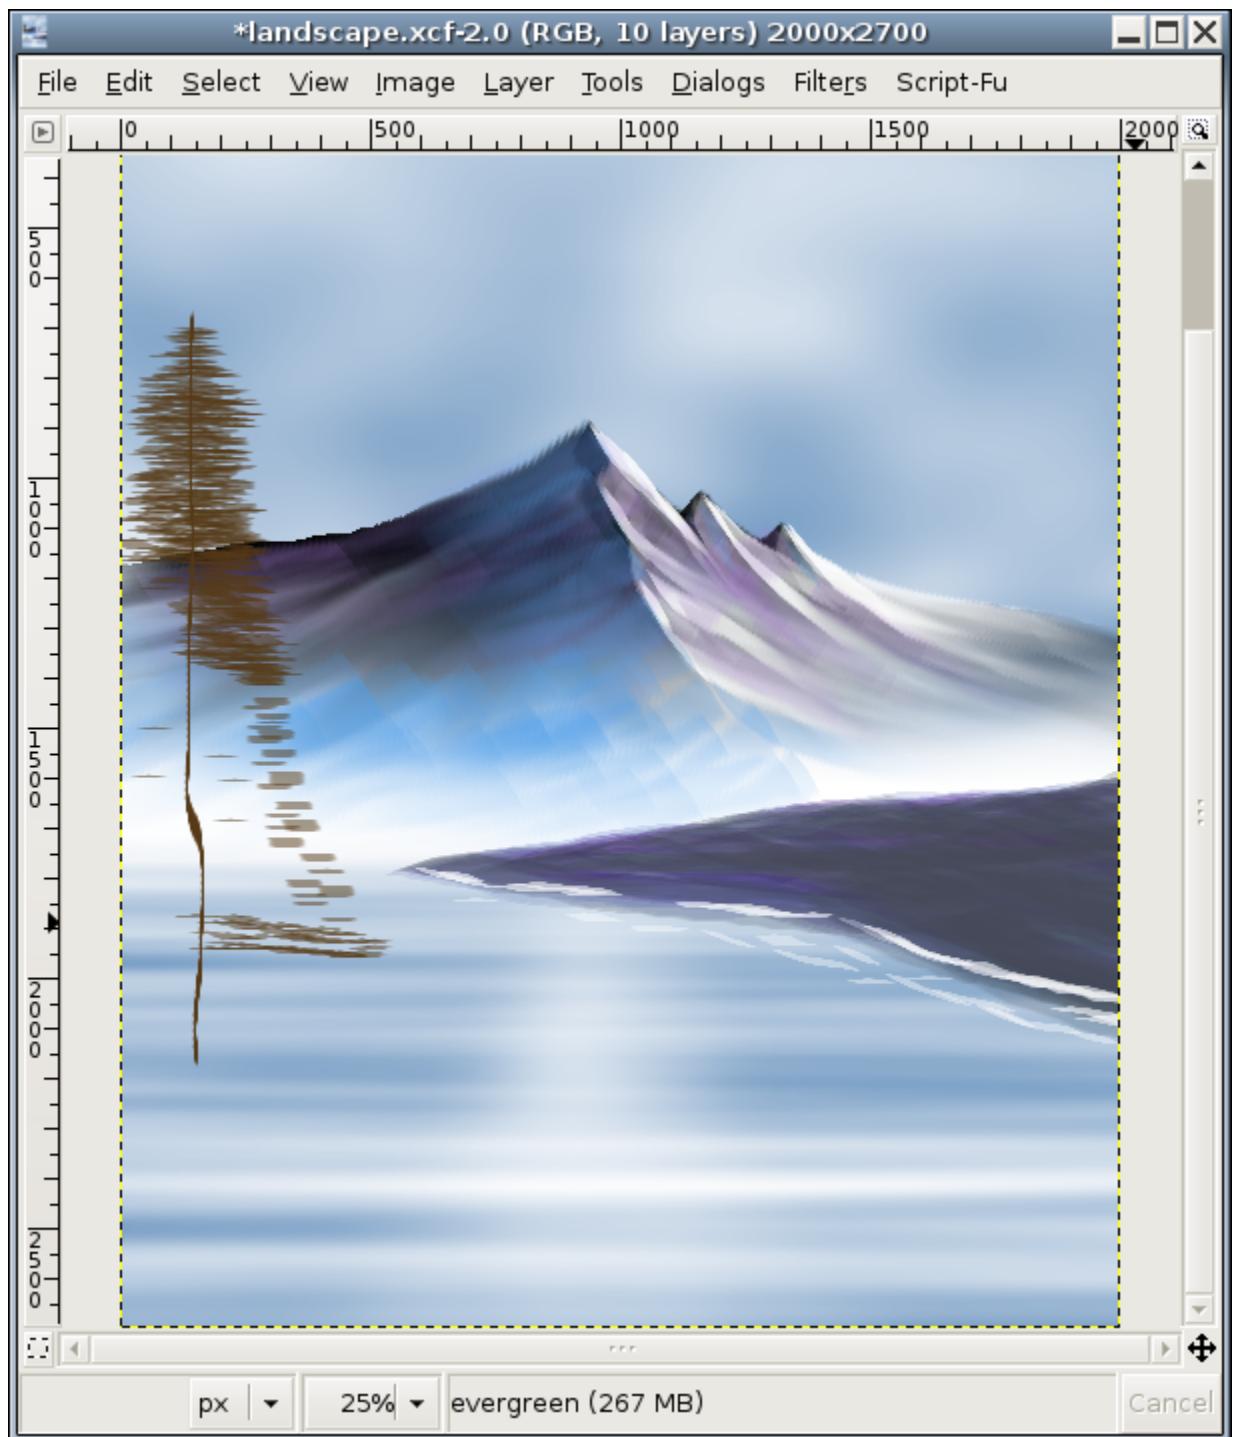 *landscape.xcf-2.0 (RGB, 10 layers) 2000x2700
File Edit Select View Image Layer Tools Dialogs Filters Script-Fu
0 500 1000 1500 2000
500
1000
1500
2000
2500
px 25% evergreen (267 MB) Cancel